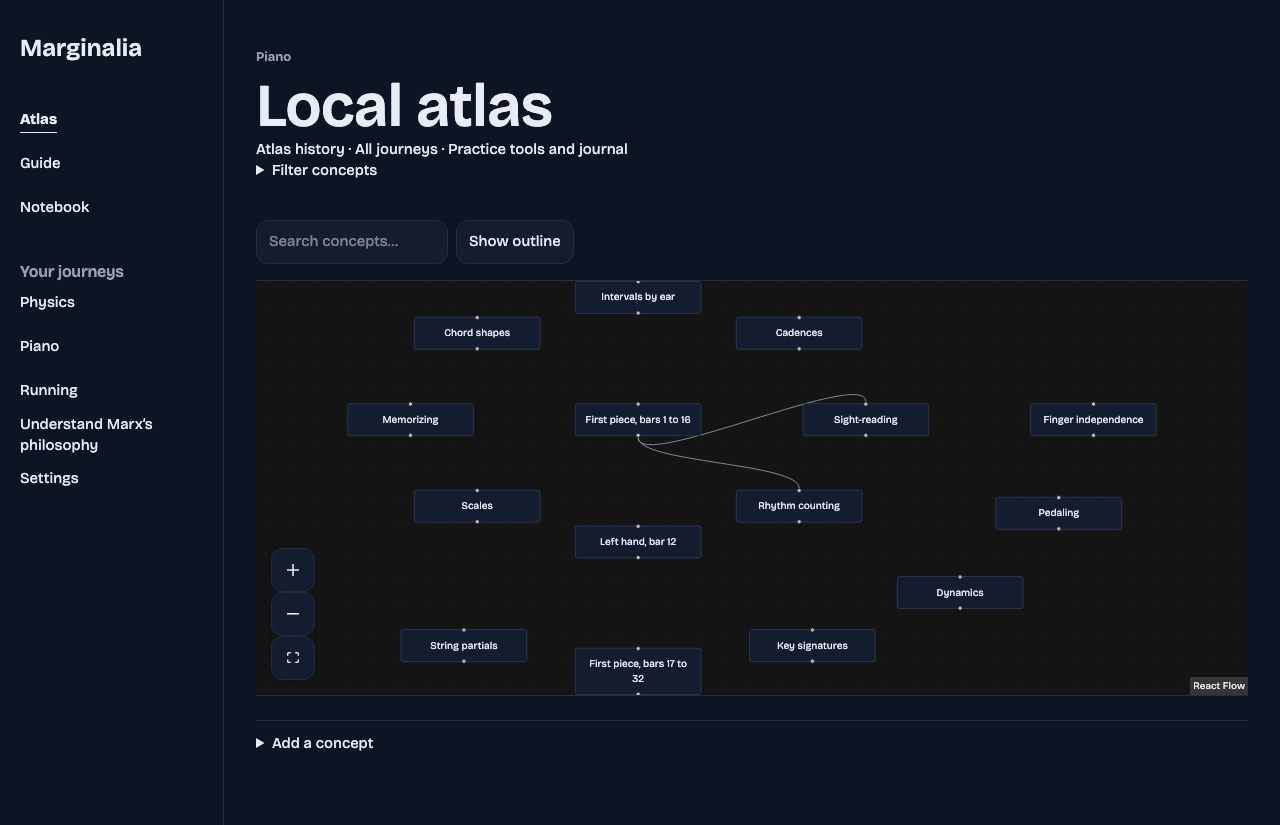 Marginalia
Atlas
Guide
Notebook
Your journeys
Physics
Piano
Running
Understand Marx's
philosophy
Settings
Piano
Local atlas
Atlas history · All journeys · Practice tools and journal
Filter concepts
Search concepts...
Show outline
Intervals by ear
Chord shapes
Cadences
Memorizing
First piece, bars 1 to 16
Sight-reading
Finger independence
Scales
Rhythm counting
Pedaling
Left hand, bar 12
Dynamics
String partials
Key signatures
First piece, bars 17 to
32
React Flow
Add a concept